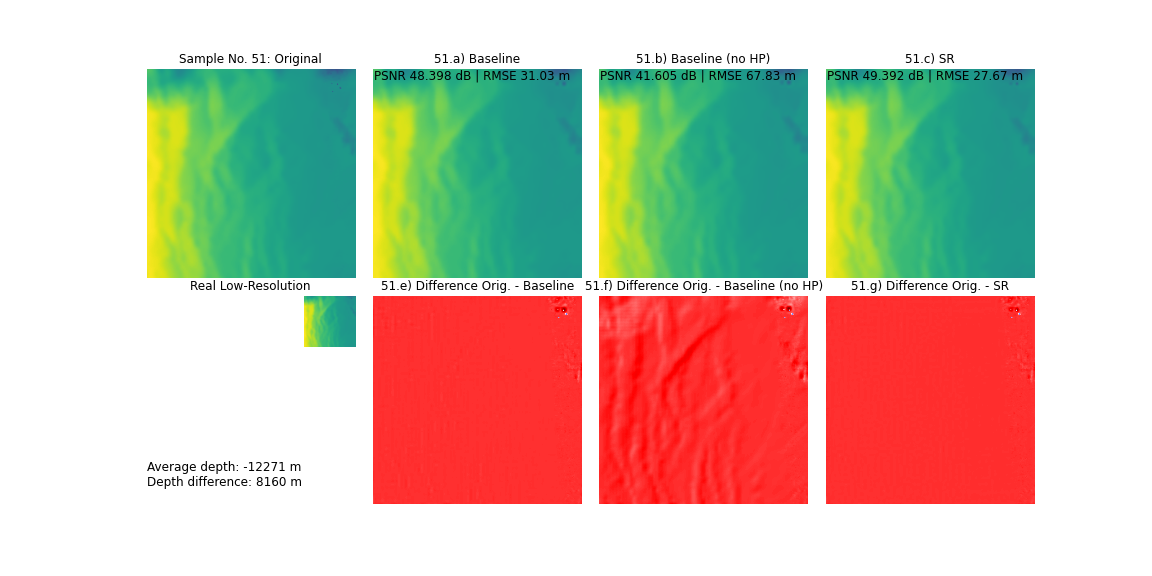 Sample No. 51: Original
51.a) Baseline
51.b) Baseline (no HP)
51.c) SR
PSNR 48.398 dB | RMSE 31.03 m
PSNR 41.605 dB | RMSE 67.83 m
PSNR 49.392 dB | RMSE 27.67 m
Real Low-Resolution
51.e) Difference Orig. - Baseline
51.f) Difference Orig. - Baseline (no HP)
51.g) Difference Orig. - SR
Average depth: -12271 m
Depth difference: 8160 m